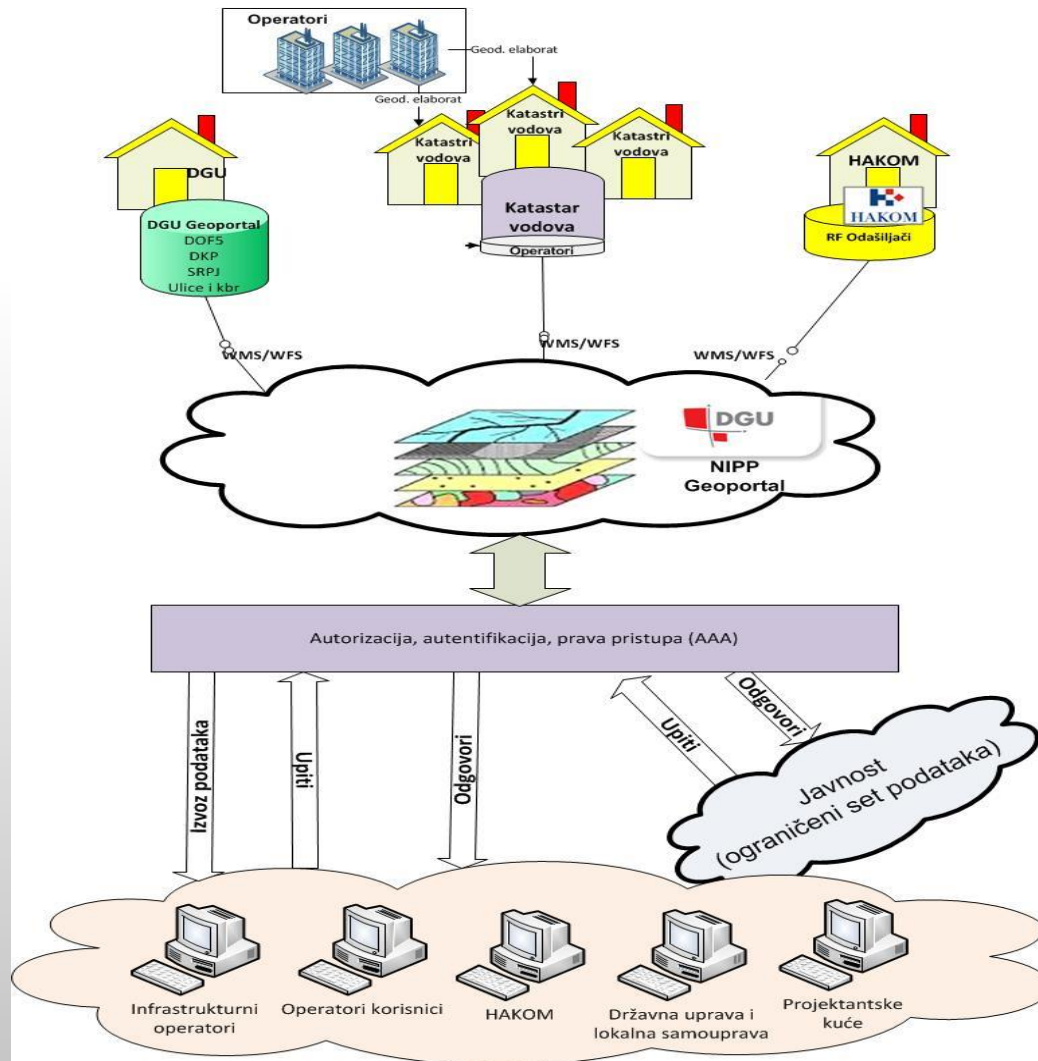 Operatori
Geod. elaborat
Geod. elaborat
DGU
Katastri
vodova
Katastri
vodova
Katastri
vodova
HAKOM
HAKOM
DGU Geoportal
DOF5
DKP
SRPJ
Ulice i kbr
Katastar
vodova
Operatori
RF Odašiljači
WMS/WFS
WMS/WFS
WMS/WFS
DGU
NIPP
Geoportal
Autorizacija, autentifikacija, prava pristupa (AAA)
Izvoz podataka
Upiti
Odgovori
Upiti
Odgovori
Javnost
(ograničeni set podataka)
Infrastrukturni
operatori
Operatori korisnici
HAKOM
Državna uprava i
lokalna samouprava
Projektantske
kuće